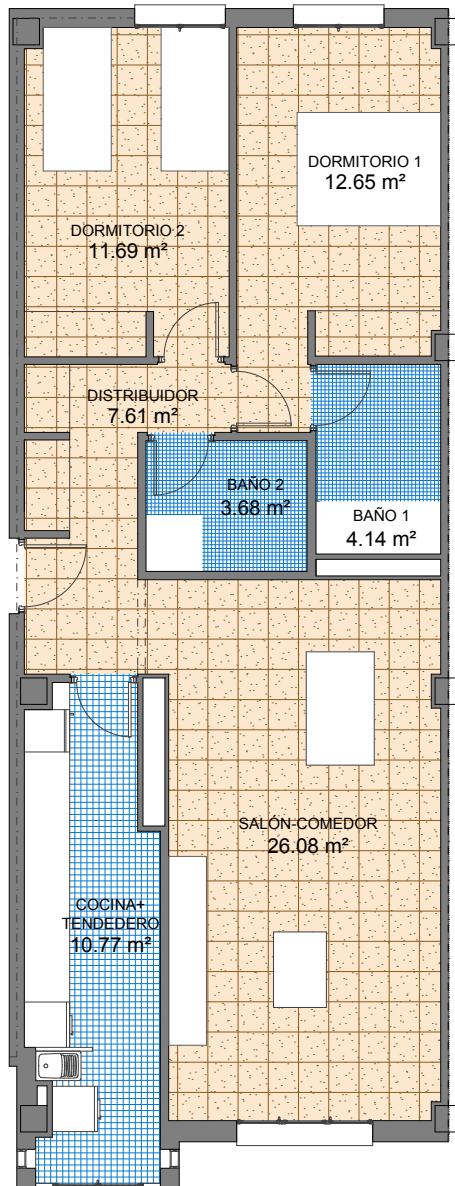 DORMITORIO 1
12.65 m²
DORMITORIO 2
11.69 m²
DISTRIBUIDOR
7.61 m²
BAÑO 2
3.68 m²
BAÑO 1
4.14 m²
SALÓN-COMEDOR
26.08 m²
COCINA+
TENDEDERO
10.77 m²